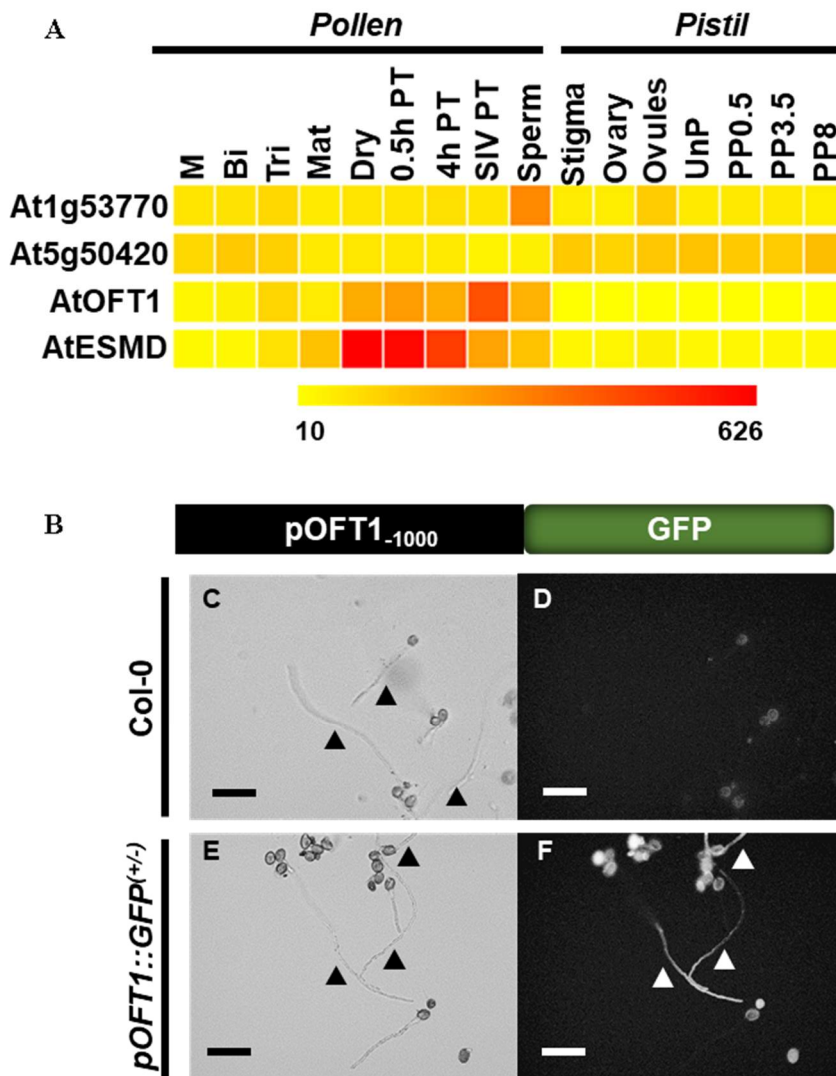 A
Pollen Pistil
M Bi Tri Mat Dry 0.5h PT 4h PT SIV PT Sperm Stigma Ovary Ovules UnP PP0.5 PP3.5 PP8
At1g53770
At5g50420
AtOFT1
AtESMD
10 626
B
pOFT1-1000 GFP
Col-0
C D
pOFT1::GFP(+/-)
E F